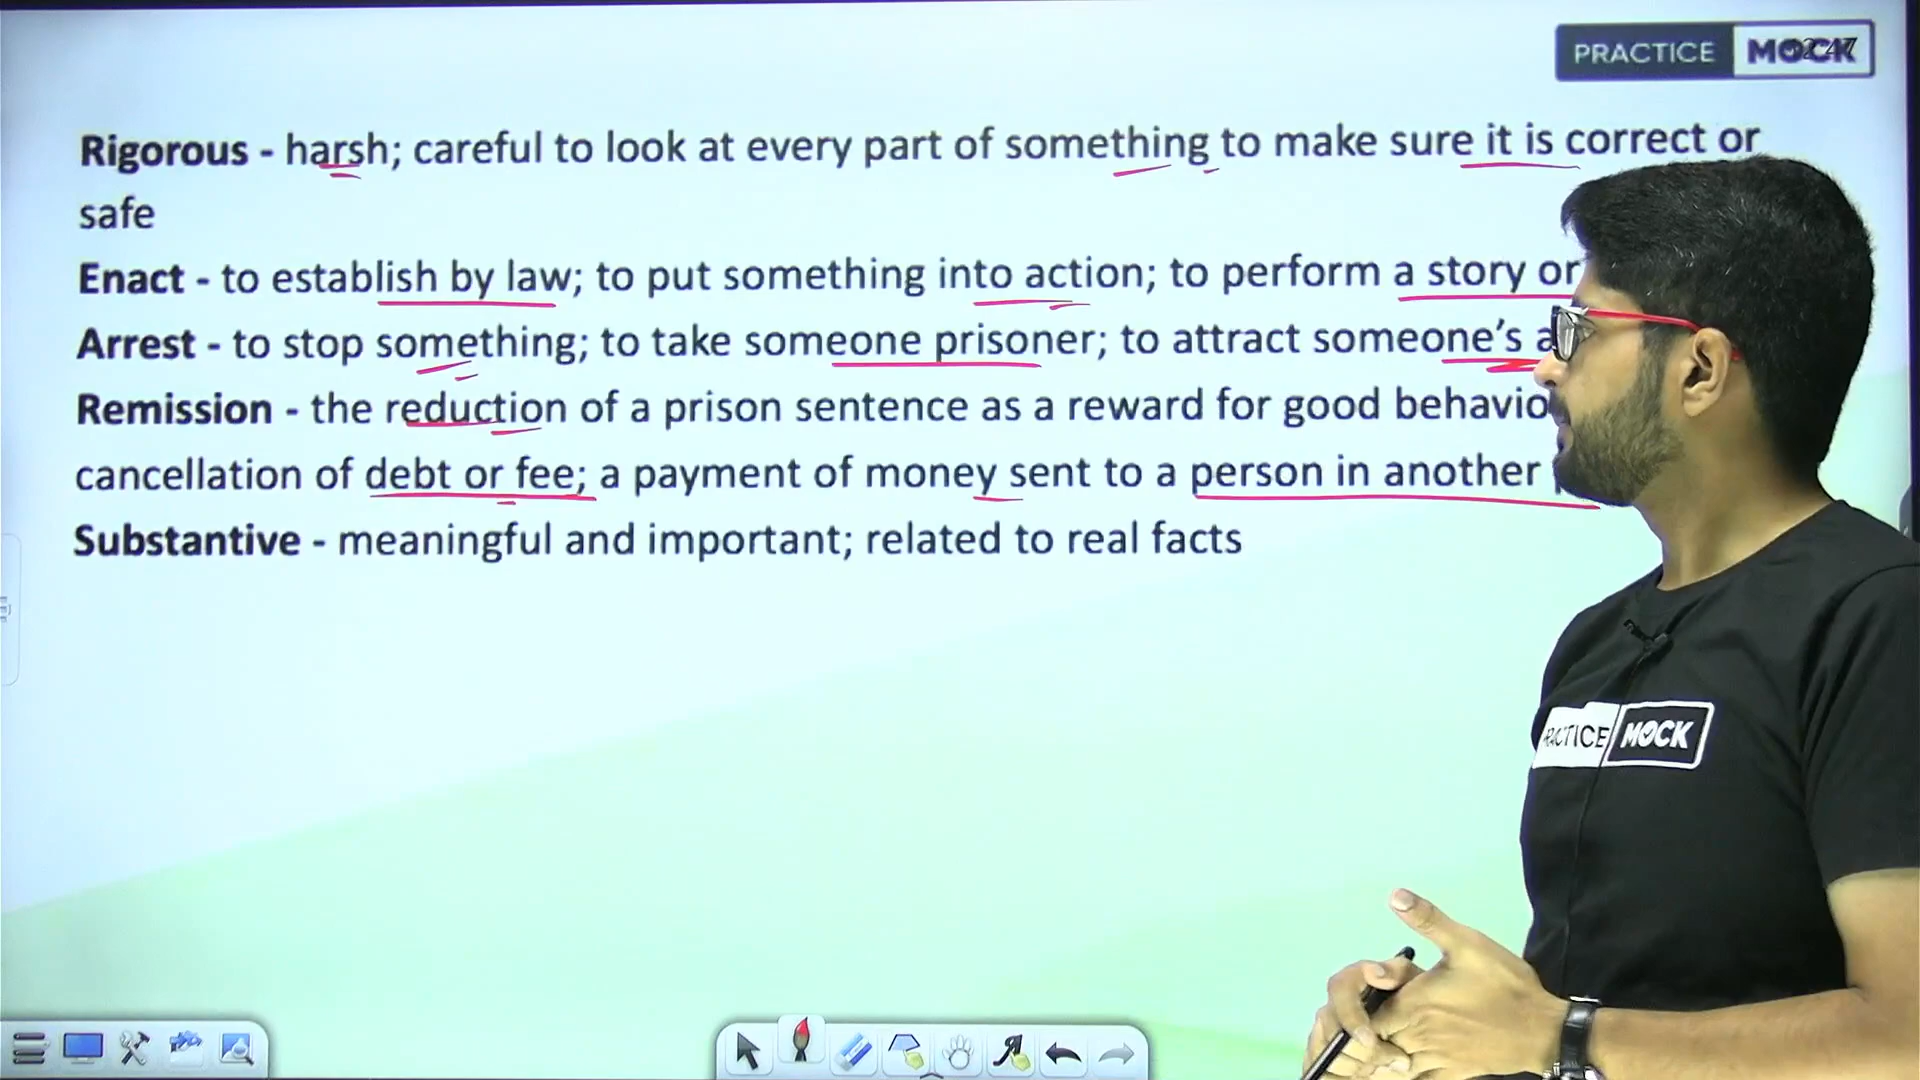 PRACTICE MOCK
Rigorous - harsh; careful to look at every part of something to make sure it is correct or
safe
Enact - to establish by law; to put something into action; to perform a story or
Arrest - to stop something; to take someone prisoner; to attract someone's
Remission - the reduction of a prison sentence as a reward for good
cancellation of debt or fee; a payment of money sent to a person in another
Substantive - meaningful and important; related to real facts
MOCK